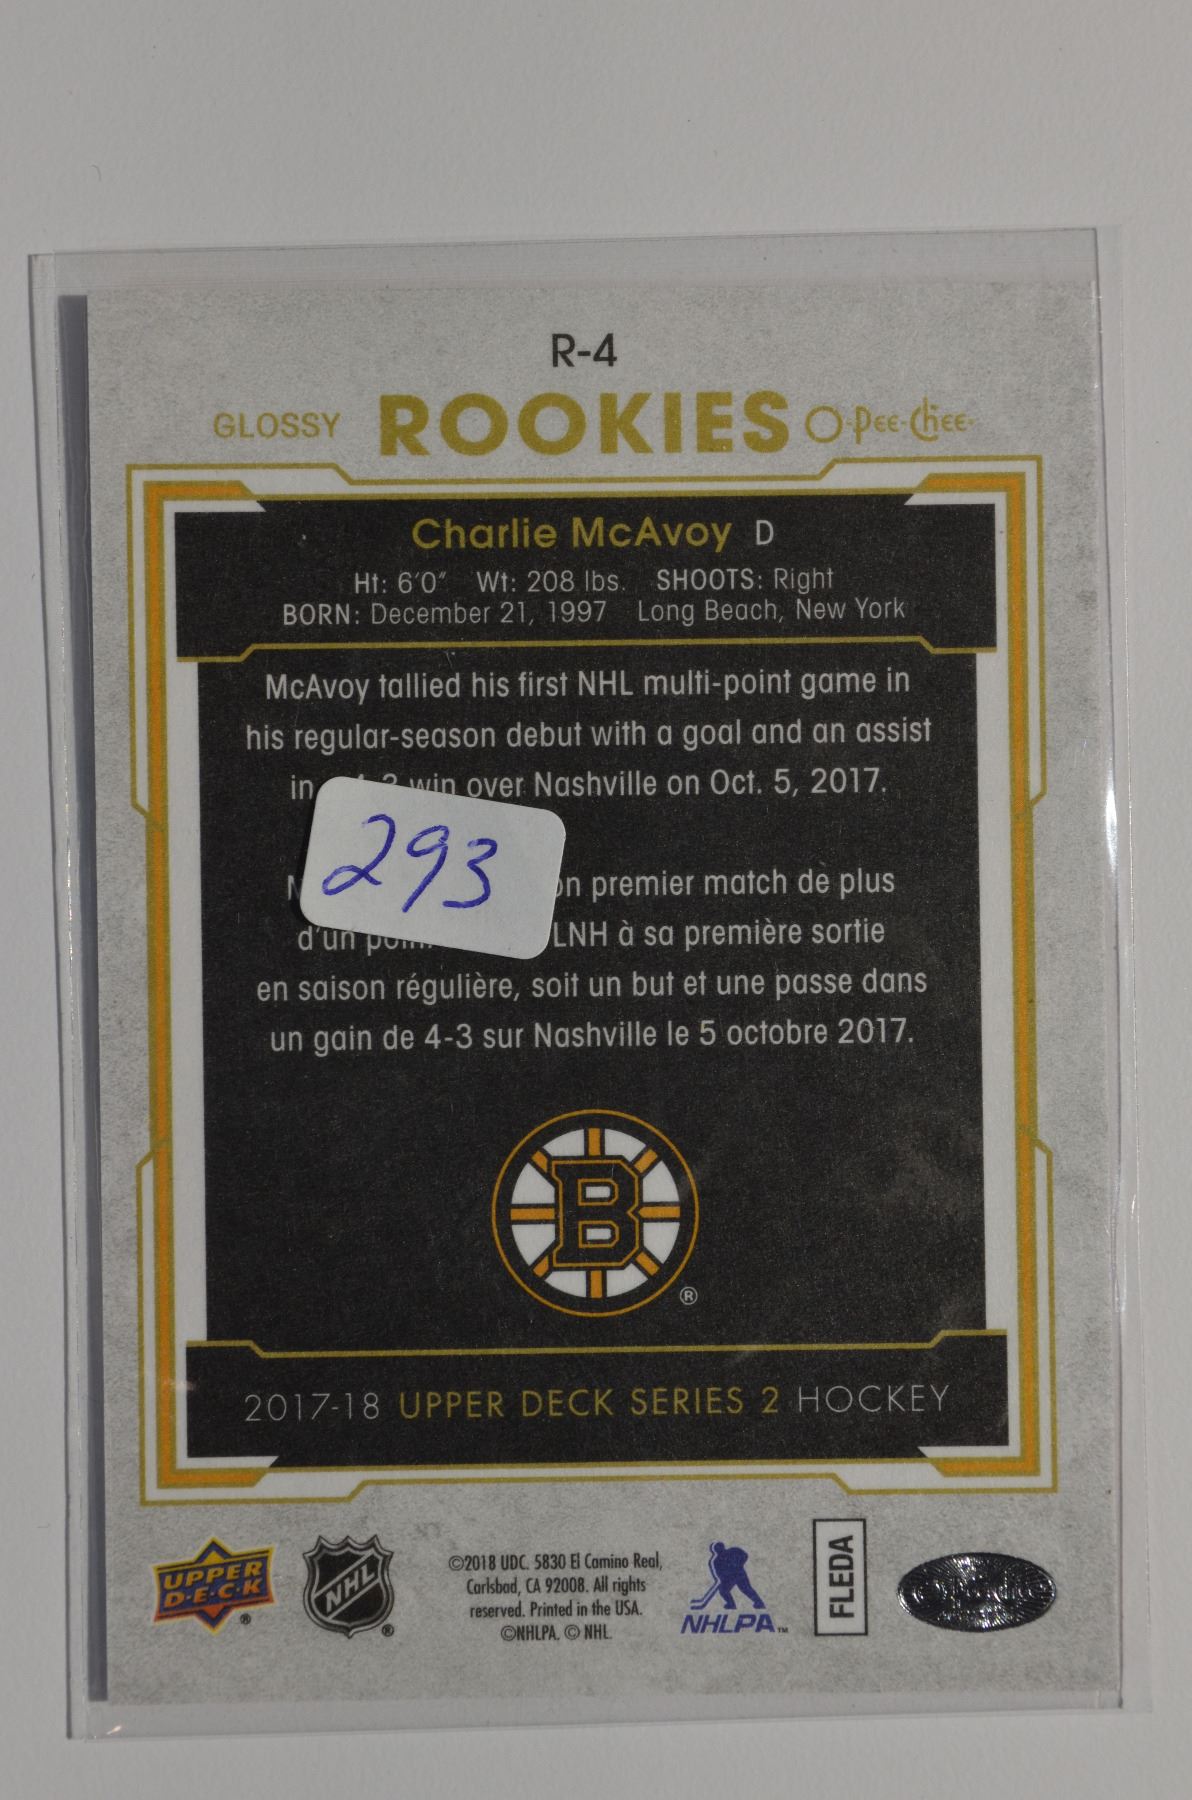 R-4
GLOSSY ROOKIES O-Pee-Chee
Charlie McAvoy D
Ht: 6'0" Wt: 208 lbs. SHOOTS: Right
BORN: December 21, 1997 Long Beach, New York
McAvoy tallied his first NHL multi-point game in
his regular-season debut with a goal and an assist
in win over Nashville on Oct. 5, 2017.
293
premier match de plus
d'un LNH à sa première sortie
en saison régulière, soit un but et une passe dans
un gain de 4-3 sur Nashville le 5 octobre 2017.
B
®
2017-18 UPPER DECK SERIES 2 HOCKEY
UPPER
D·E·C·K
®
NHL
®
©2018 UDC. 5830 El Camino Real,
Carlsbad, CA 92008. All rights
reserved. Printed in the USA.
©NHLPA. © NHL.
NHLPA™
FLEDA